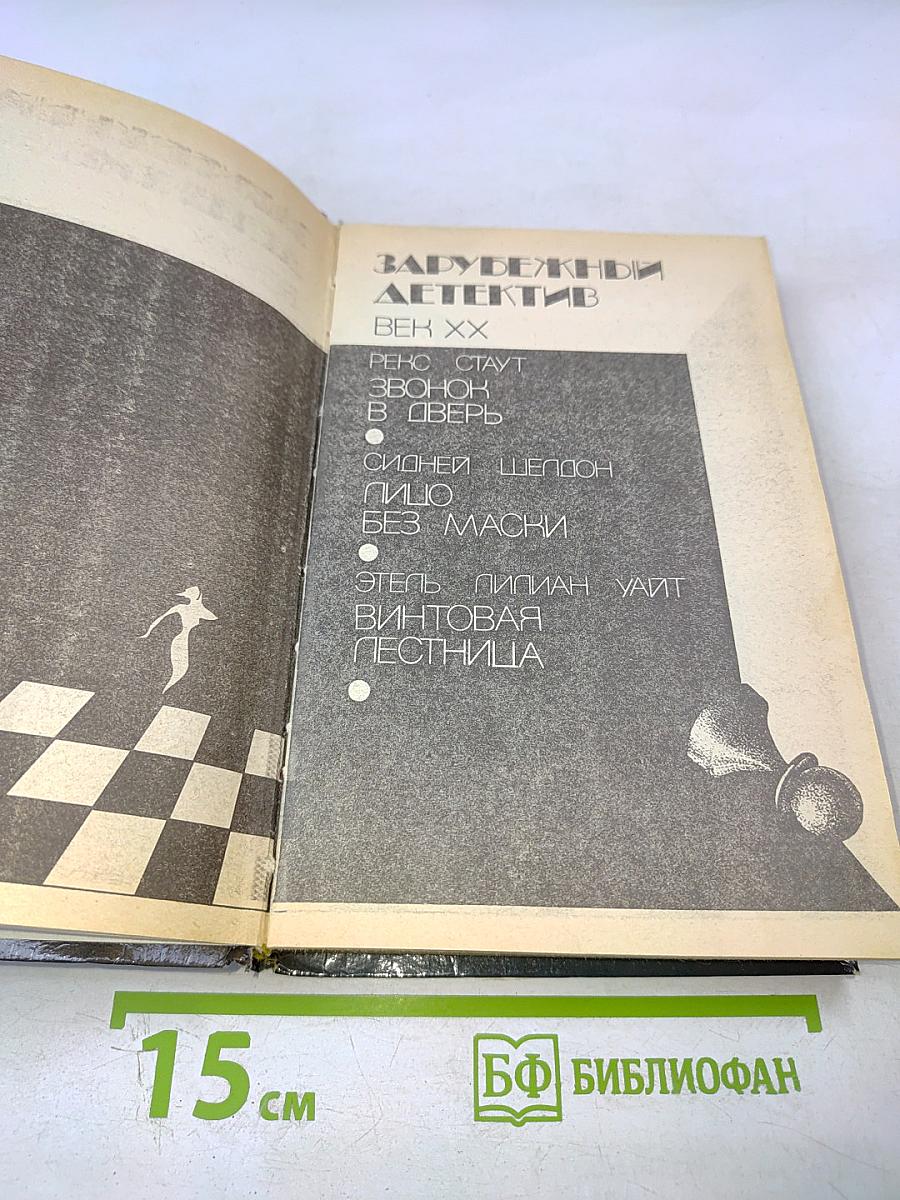 ЗАРУБЕЖНЫЙ
ДЕТЕКТИВ
ВЕК XX
РЕКС СТАУТ
ЗВОНОК
В ДВЕРЬ
СИДНЕЙ ШЕЛДОН
ЛИЦО
БЕЗ МАСКИ
ЭТЕЛЬ ЛИЛИАН УАЙТ
ВИНТОВАЯ
ЛЕСТНИЦА
15 см
БФ БИБЛИОФАН